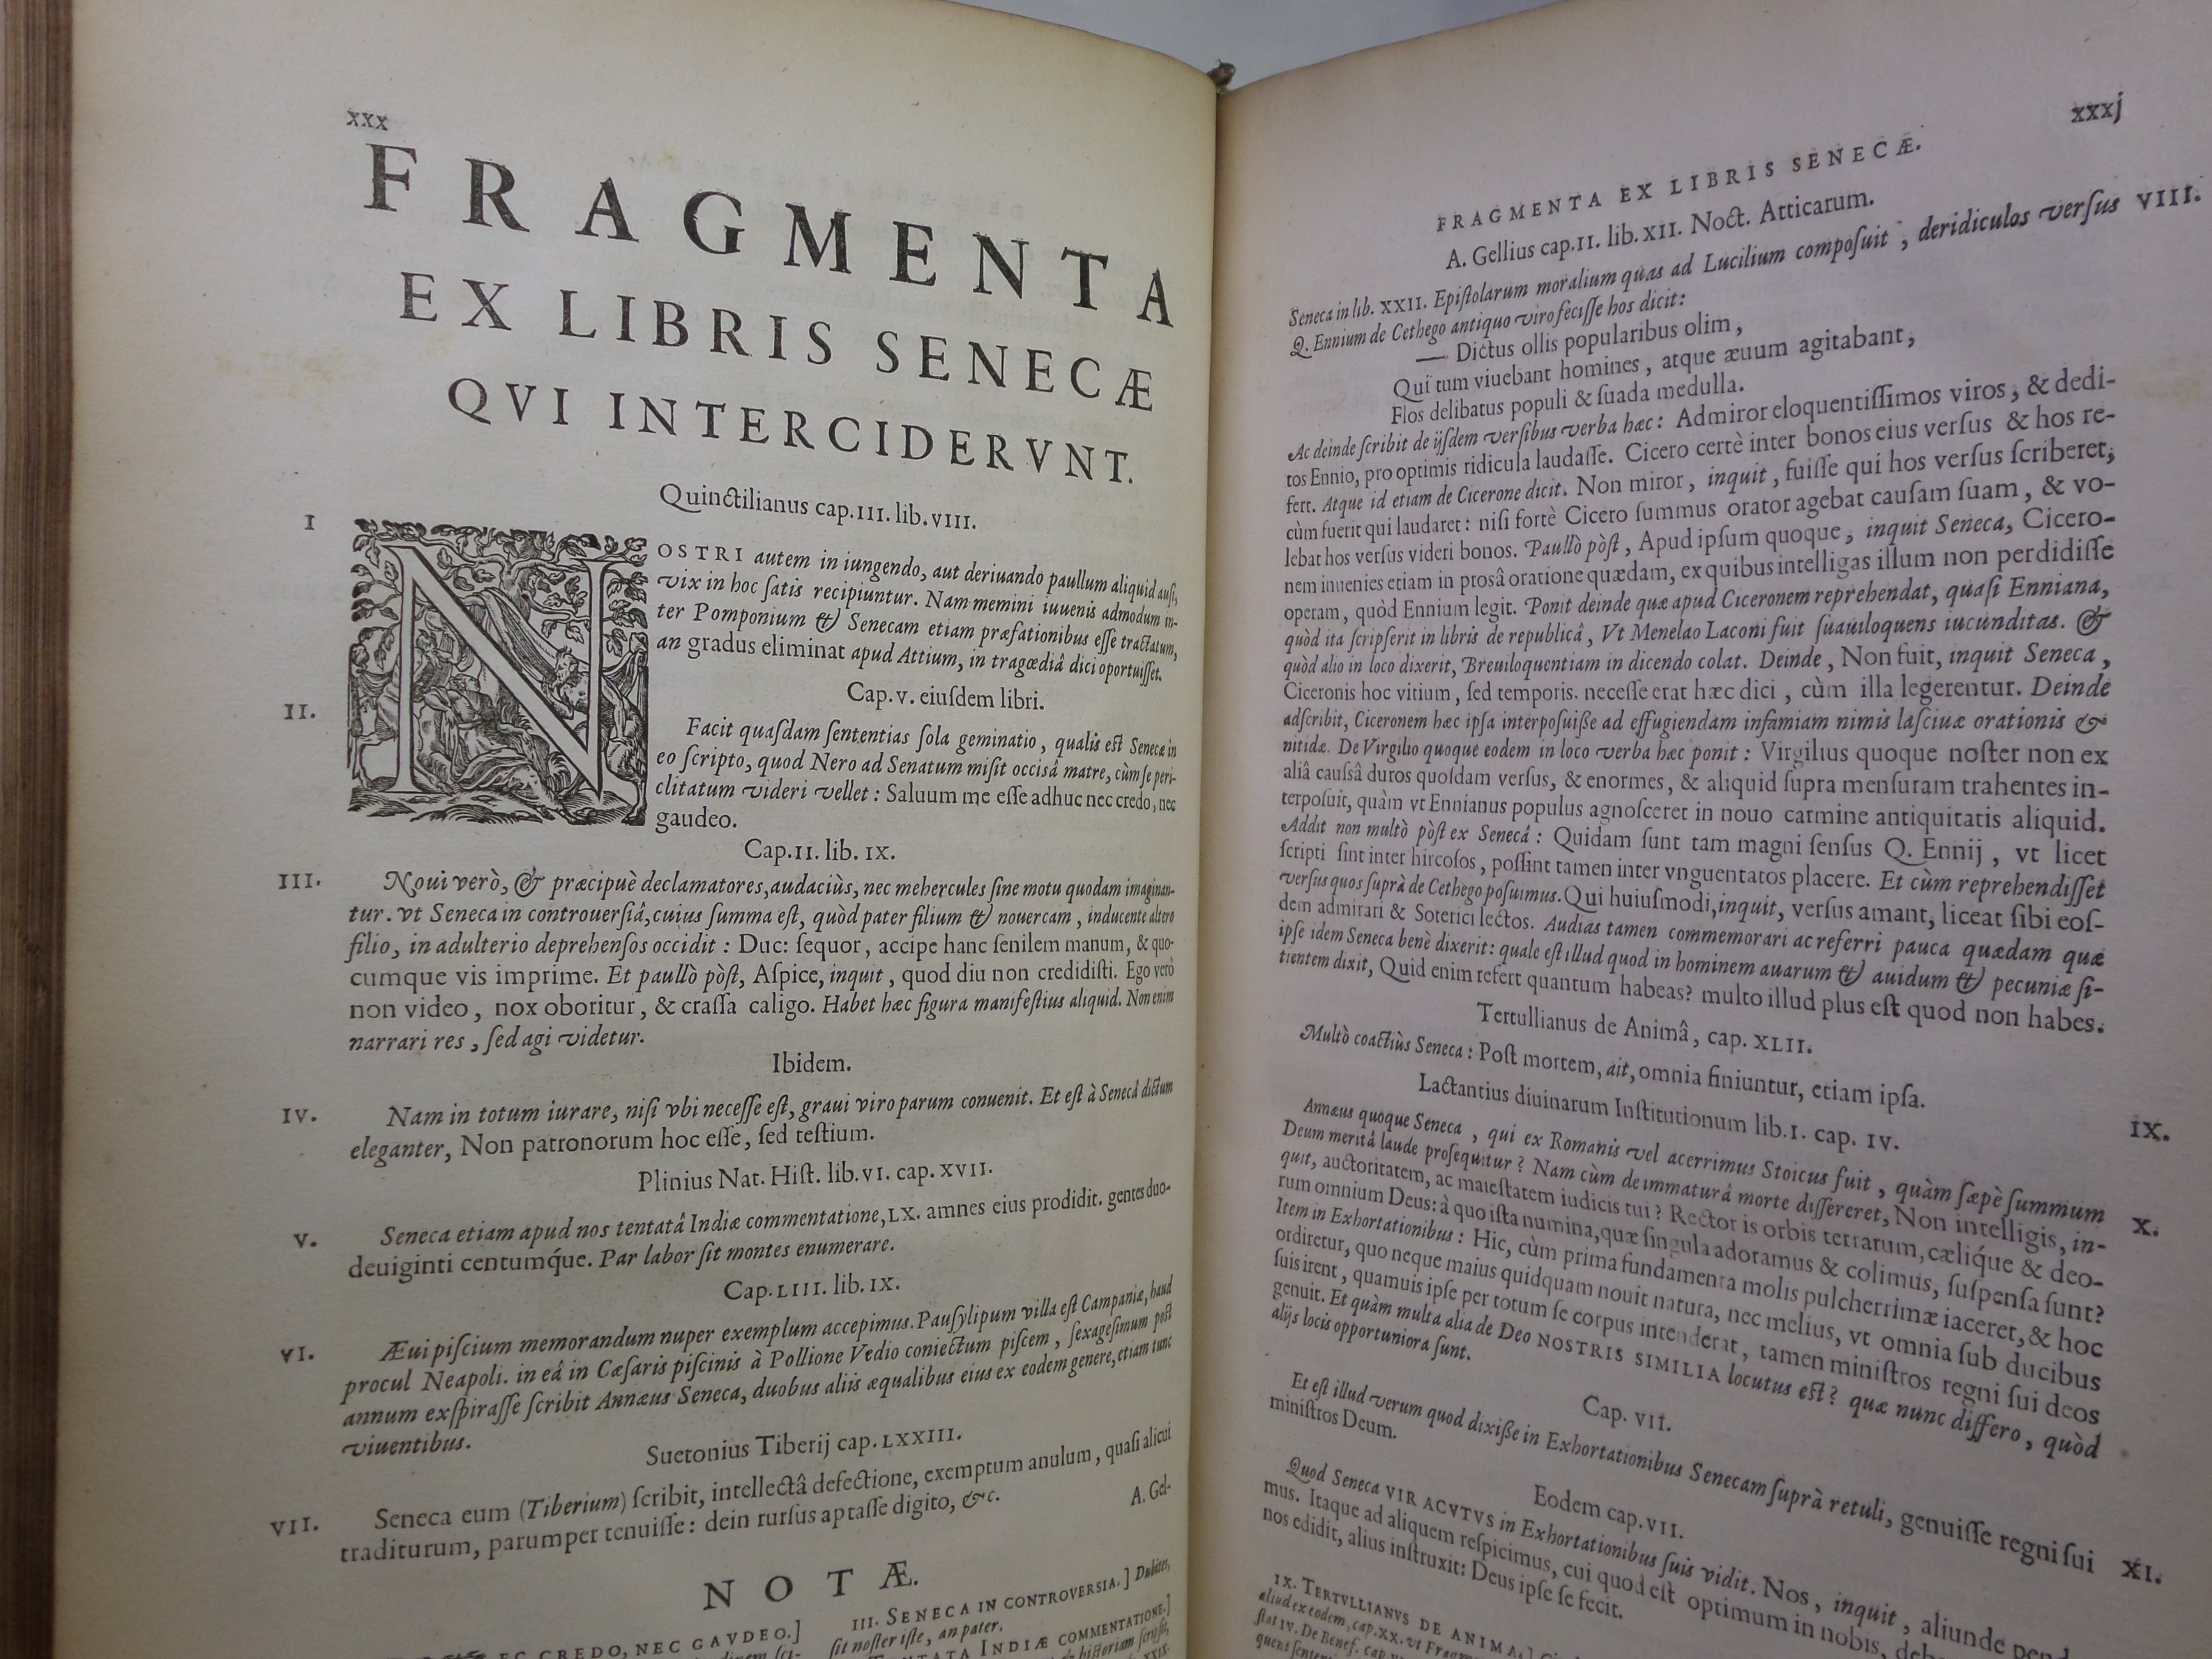 xxx
FRAGMENTA
EX LIBRIS SENECÆ
QVI INTERCIDERVNT.
Quinctilianus cap.III. lib.VIII.
I
NOSTRI autem in iungendo, aut deriuando paullum aliquid ausi,
vix in hoc satis recipiuntur. Nam memini iuuenis admodum in-
ter Pomponium & Senecam etiam præfationibus esse tractatum,
an gradus eliminat apud Attium, in tragœdiâ dici oportuisset.
Cap.V. eiusdem libri.
II.
Facit quasdam sententias sola geminatio, qualis est Senecæ in
eo scripto, quod Nero ad Senatum misit occisâ matre, cùm se peri-
clitatum videri vellet: Saluum me esse adhuc nec credo, nec
gaudeo.
Cap.II. lib. IX.
III. Noui verò, & præcipuè declamatores, audaciùs, nec mehercules sine motu quodam imaginan-
tur. vt Seneca in controuersiâ, cuius summa est, quòd pater filium & nouercam, inducente altero
filio, in adulterio deprehensos occidit: Duc: sequor, accipe hanc senilem manum, & quo-
cumque vis imprime. Et paullò pòst, Aspice, inquit, quod diu non credidisti. Ego verò
non video, nox oboritur, & crassa caligo. Habet hæc figura manifestius aliquid. Non enim
narrari res, sed agi videtur.
Ibidem.
IV. Nam in totum iurare, nisi vbi necesse est, graui viro parum conuenit. Et est à Senecâ dictum
eleganter, Non patronorum hoc esse, sed testium.
Plinius Nat. Hist. lib.VI. cap. XVII.
V. Seneca etiam apud nos tentatâ Indiæ commentatione, LX. amnes eius prodidit. gentes duo-
deuiginti centumq́ue. Par labor sit montes enumerare.
Cap. LIII. lib. IX.
VI. Æui piscium memorandum nuper exemplum accepimus. Pausylipum villa est Campaniæ, haud
procul Neapoli. in eâ in Cæsaris piscinis à Pollione Vedio coniectum piscem, sexagesimum post
annum exspirasse scribit Annæus Seneca, duobus aliis æqualibus eius ex eodem genere, etiam tunc
viuentibus.
Suetonius Tiberij cap. LXXIII.
VII. Seneca eum (Tiberium) scribit, intellectâ defectione, exemptum anulum, quasi alicui
traditurum, parumper tenuisse: dein rursus aptasse digito, &c.
A. Gel-
NOTÆ.
EC CREDO, NEC GAVDEO.]
III. SENECA IN CONTROVERSIA.] Dubites,
sit noster iste, an pater.
TATA INDIÆ COMMENTATIONE.]
xxxj
FRAGMENTA EX LIBRIS SENECÆ.
A. Gellius cap.II. lib.XII. Noct. Atticarum.
Seneca in lib. XXII. Epistolarum moralium quas ad Lucilium composuit, deridiculos versus VIII.
Q. Ennium de Cethego antiquo viro fecisse hos dicit:
— Dictus ollis popularibus olim,
Qui tum viuebant homines, atque æuum agitabant,
Flos delibatus populi & suada medulla.
Ac deinde scribit de ijsdem versibus verba hæc: Admiror eloquentissimos viros, & dedi-
tos Ennio, pro optimis ridicula laudasse. Cicero certè inter bonos eius versus & hos re-
fert. Atque id etiam de Cicerone dicit. Non miror, inquit, fuisse qui hos versus scriberet,
cùm fuerit qui laudaret: nisi fortè Cicero summus orator agebat causam suam, & vo-
lebat hos versus videri bonos. Paullò pòst, Apud ipsum quoque, inquit Seneca, Cicero-
nem inuenies etiam in prosâ oratione quædam, ex quibus intelligas illum non perdidisse
operam, quòd Ennium legit. Ponit deinde quæ apud Ciceronem reprehendat, quasi Enniana,
quòd ita scripserit in libris de republicâ, Vt Menelao Laconi fuit suauiloquens iucunditas. &
quòd alio in loco dixerit, Breuiloquentiam in dicendo colat. Deinde, Non fuit, inquit Seneca,
Ciceronis hoc vitium, sed temporis. necesse erat hæc dici, cùm illa legerentur. Deinde
adscribit, Ciceronem hæc ipsa interposuisse ad effugiendam infamiam nimis lasciuæ orationis &
nitidæ. De Virgilio quoque eodem in loco verba hæc ponit: Virgilius quoque noster non ex
aliâ caussâ duros quosdam versus, & enormes, & aliquid supra mensuram trahentes in-
terposuit, quàm vt Ennianus populus agnosceret in nouo carmine antiquitatis aliquid.
Addit non multò pòst ex Senecâ: Quidam sunt tam magni sensus Q. Ennij, vt licet
scripti sint inter hircosos, possint tamen inter vnguentatos placere. Et cùm reprehendisset
versus quos suprà de Cethego posuimus. Qui huiusmodi, inquit, versus amant, liceat sibi eos-
dem admirari & Soterici lectos. Audias tamen commemorari ac referri pauca quædam quæ
ipse idem Seneca benè dixerit: quale est illud quod in hominem auarum & auidum & pecuniæ si-
tientem dixit, Quid enim refert quantum habeas? multo illud plus est quod non habes.
Tertullianus de Animâ, cap. XLII.
Multò coactiùs Seneca: Post mortem, ait, omnia finiuntur, etiam ipsa.
IX.
Lactantius diuinarum Institutionum lib.I. cap. IV.
Annæus quoque Seneca, qui ex Romanis vel acerrimus Stoicus fuit, quàm sæpè summum X.
Deum meritâ laude prosequitur? Nam cùm de immaturâ morte dissereret, Non intelligis, in-
quit, auctoritatem, ac maiestatem iudicis tui? Rector is orbis terrarum, cæliq́ue & deo-
rum omnium Deus: à quo ista numina, quæ singula adoramus & colimus, suspensa sunt?
Item in Exhortationibus: Hic, cùm prima fundamenta molis pulcherrimæ iaceret, & hoc
ordiretur, quo neque maius quidquam nouit natura, nec melius, vt omnia sub ducibus
suis irent, quamuis ipse per totum se corpus intenderat, tamen ministros regni sui deos
genuit. Et quàm multa alia de Deo NOSTRIS SIMILIA locutus est? quæ nunc differo, quòd
alijs locis opportuniora sunt.
Cap. VII.
Et est illud verum quod dixisse in Exhortationibus Senecam suprà retuli, genuisse regni sui XI.
ministros Deum.
Eodem cap. VII.
Quod Seneca VIR ACVTVS in Exhortationibus suis vidit. Nos, inquit, aliunde pend
mus. Itaque ad aliquem respicimus, cui quod est optimum in nobis, deb
nos edidit, alius instruxit: Deus ipse se fecit.
IX. TERTVLLIANVS DE ANIMA.]
aliud ex eodem, cap. XX. vt Fragm
stat IV. De Benef. cap.